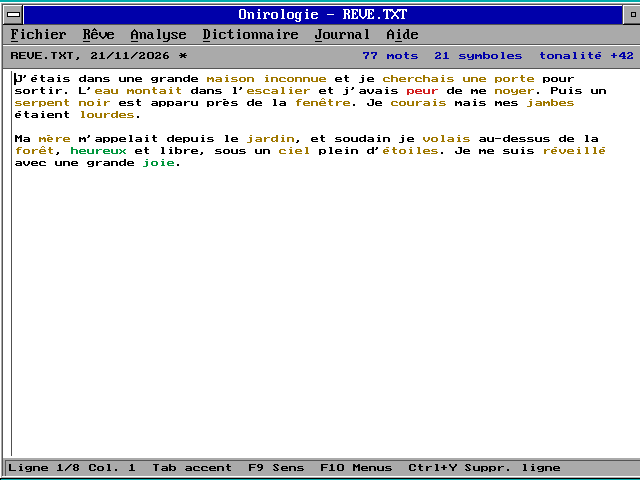 Onirologie - REVE.TXT
Fichier Rêve Analyse Dictionnaire Journal Aide
REVE.TXT, 21/11/2026 * 77 mots 21 symboles tonalité +42
J'étais dans une grande maison inconnue et je cherchais une porte pour
sortir. L'eau montait dans l'escalier et j'avais peur de me noyer. Puis un
serpent noir est apparu près de la fenêtre. Je courais mais mes jambes
étaient lourdes.
Ma mère m'appelait depuis le jardin, et soudain je volais au-dessus de la
forêt, heureux et libre, sous un ciel plein d'étoiles. Je me suis réveillé
avec une grande joie.
Ligne 1/8 Col. 1 Tab accent F9 Sens F10 Menus Ctrl+Y Suppr. ligne